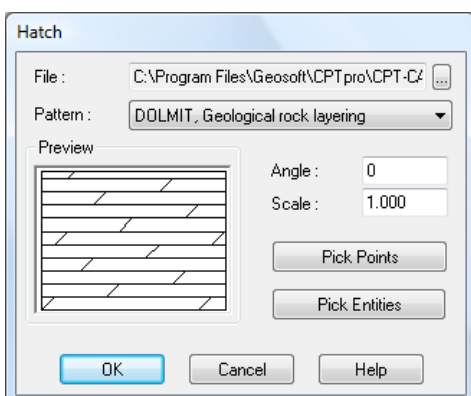 Hatch
File : C:\Program Files\Geosoft\CPTpro\CPT-CA ...
Pattern : DOLMIT, Geological rock layering
Preview
Angle : 0
Scale : 1.000
Pick Points
Pick Entities
OK Cancel Help